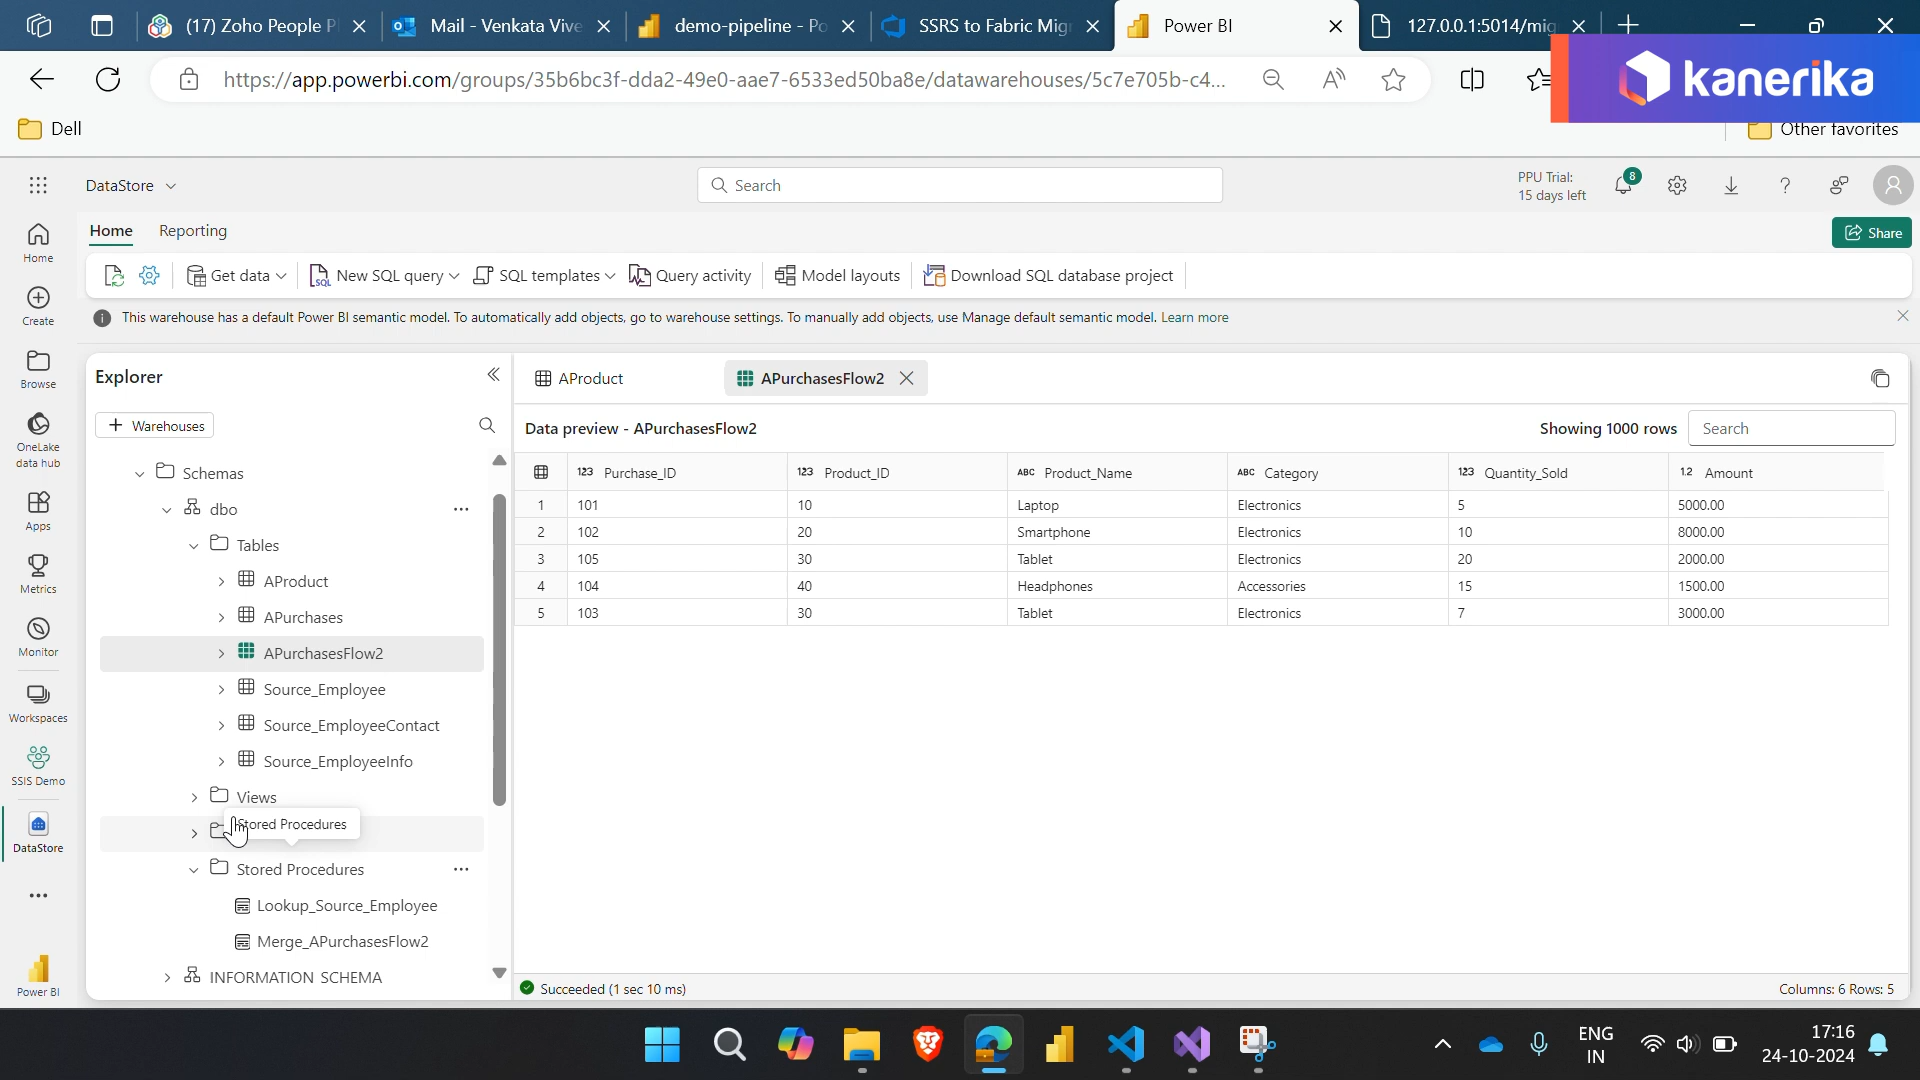 (17) Zoho People P
Mail - Venkata Vive
demo-pipeline - Po
SSRS to Fabric Mig
Power BI
127.0.0.1:5014/mig
https://app.powerbi.com/groups/35b6bc3f-dda2-49e0-aae7-6533ed50ba8e/datawarehouses/5c7e705b-c4...
kanerika
Dell
Other favorites
DataStore
Search
PPU Trial:
15 days left
8
Home
Reporting
Share
Get data
New SQL query
SQL templates
Query activity
Model layouts
Download SQL database project
This warehouse has a default Power BI semantic model. To automatically add objects, go to warehouse settings. To manually add objects, use Manage default semantic model. Learn more
Home
Create
Browse
OneLake
data hub
Apps
Metrics
Monitor
Workspaces
SSIS Demo
DataStore
Power BI
Explorer
+ Warehouses
Schemas
dbo
Tables
AProduct
APurchases
APurchasesFlow2
Source_Employee
Source_EmployeeContact
Source_EmployeeInfo
Views
Stored Procedures
Stored Procedures
Lookup_Source_Employee
Merge_APurchasesFlow2
INFORMATION_SCHEMA
AProduct
APurchasesFlow2
Data preview - APurchasesFlow2
Showing 1000 rows
Search
123 Purchase_ID 123 Product_ID ABC Product_Name ABC Category 123 Quantity_Sold 1.2 Amount
1 101 10 Laptop Electronics 5 5000.00
2 102 20 Smartphone Electronics 10 8000.00
3 105 30 Tablet Electronics 20 2000.00
4 104 40 Headphones Accessories 15 1500.00
5 103 30 Tablet Electronics 7 3000.00
Succeeded (1 sec 10 ms)
Columns: 6 Rows: 5
ENG
IN
17:16
24-10-2024